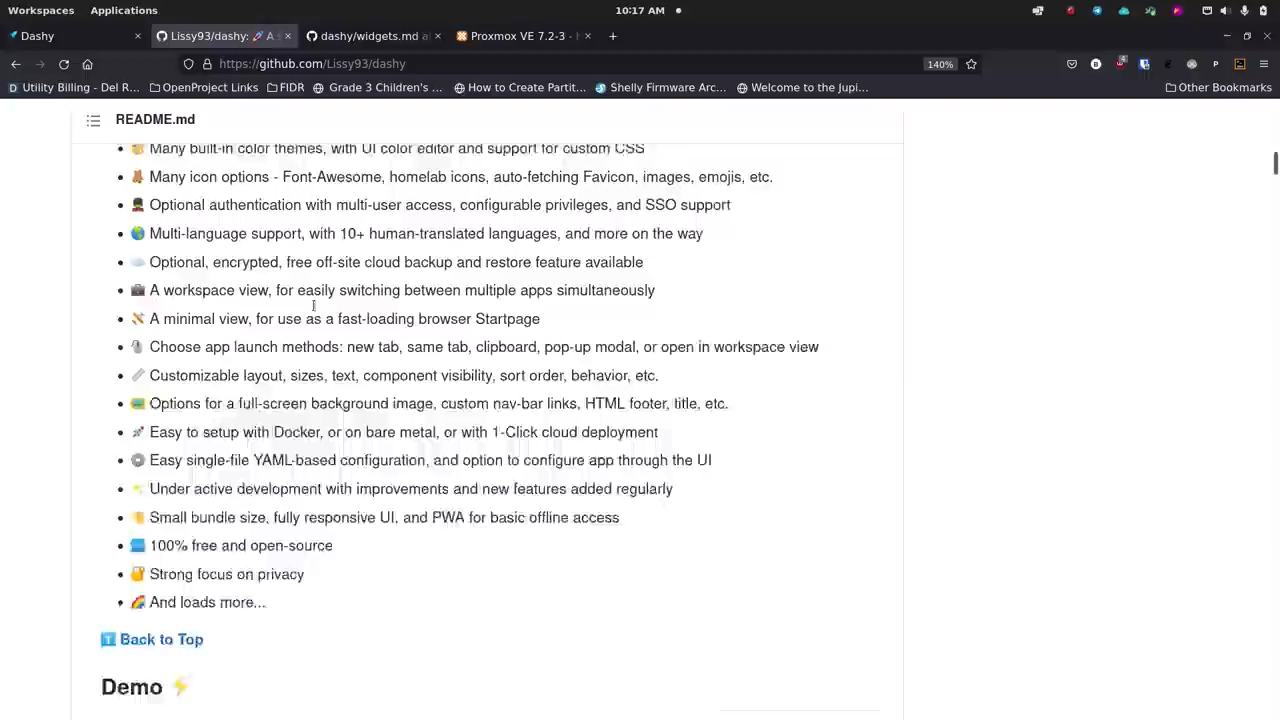 Workspaces Applications 10:17 AM
Dashy
Lissy93/dashy: 🚀 A s
dashy/widgets.md a
Proxmox VE 7.2-3 -
https://github.com/Lissy93/dashy 140%
Utility Billing - Del R... OpenProject Links FIDR Grade 3 Children's ... How to Create Partit... Shelly Firmware Arc... Welcome to the Jupi... Other Bookmarks
README.md
Many built-in color themes, with UI color editor and support for custom CSS
Many icon options - Font-Awesome, homelab icons, auto-fetching Favicon, images, emojis, etc.
Optional authentication with multi-user access, configurable privileges, and SSO support
Multi-language support, with 10+ human-translated languages, and more on the way
Optional, encrypted, free off-site cloud backup and restore feature available
A workspace view, for easily switching between multiple apps simultaneously
A minimal view, for use as a fast-loading browser Startpage
Choose app launch methods: new tab, same tab, clipboard, pop-up modal, or open in workspace view
Customizable layout, sizes, text, component visibility, sort order, behavior, etc.
Options for a full-screen background image, custom nav-bar links, HTML footer, title, etc.
Easy to setup with Docker, or on bare metal, or with 1-Click cloud deployment
Easy single-file YAML-based configuration, and option to configure app through the UI
Under active development with improvements and new features added regularly
Small bundle size, fully responsive UI, and PWA for basic offline access
100% free and open-source
Strong focus on privacy
And loads more...
Back to Top
Demo ⚡